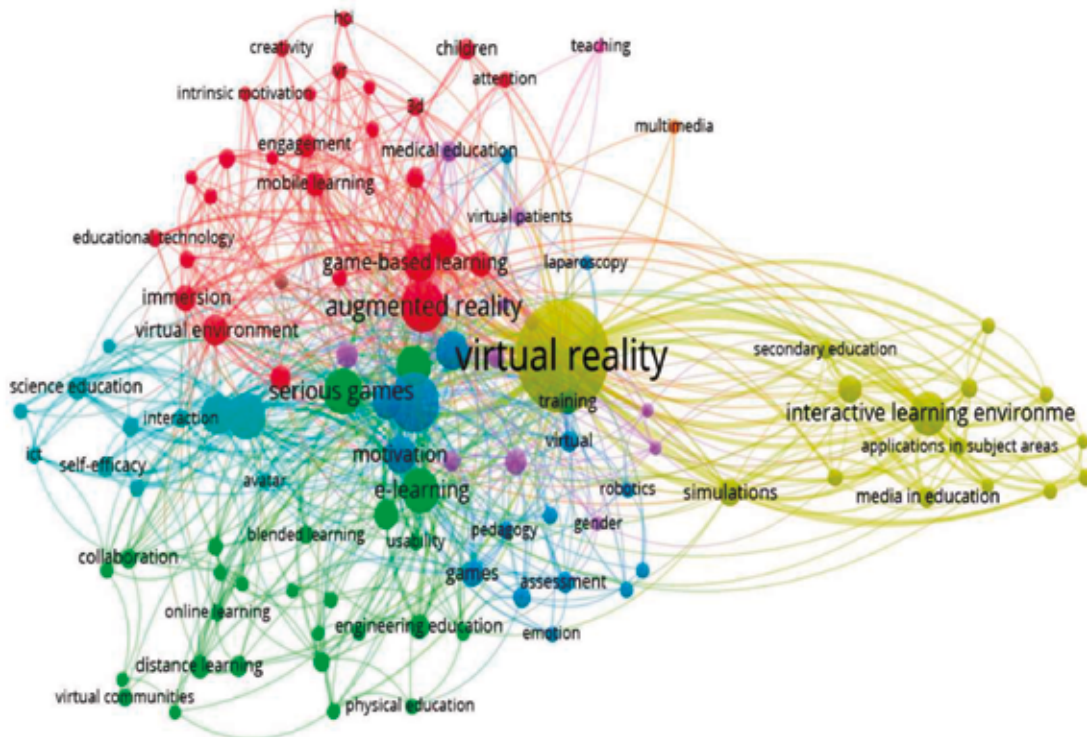 hci
creativity
children
teaching
vr
attention
intrinsic motivation
3d
multimedia
engagement
medical education
mobile learning
virtual patients
educational technology
game-based learning
laparoscopy
immersion
augmented reality
virtual environment
virtual reality
secondary education
science education
serious games
training
interaction
interactive learning environme
virtual
applications in subject areas
motivation
ict
self-efficacy
avatar
e-learning
robotics
simulations
media in education
pedagogy
gender
blended learning
usability
collaboration
games
assessment
online learning
engineering education
emotion
distance learning
virtual communities
physical education